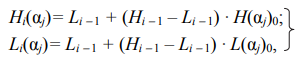 Hᵢ(αⱼ) = Lᵢ₋₁ + (Hᵢ₋₁ – Lᵢ₋₁) · H(αⱼ)₀;
Lᵢ(αⱼ) = Lᵢ₋₁ + (Hᵢ₋₁ – Lᵢ₋₁) · L(αⱼ)₀,